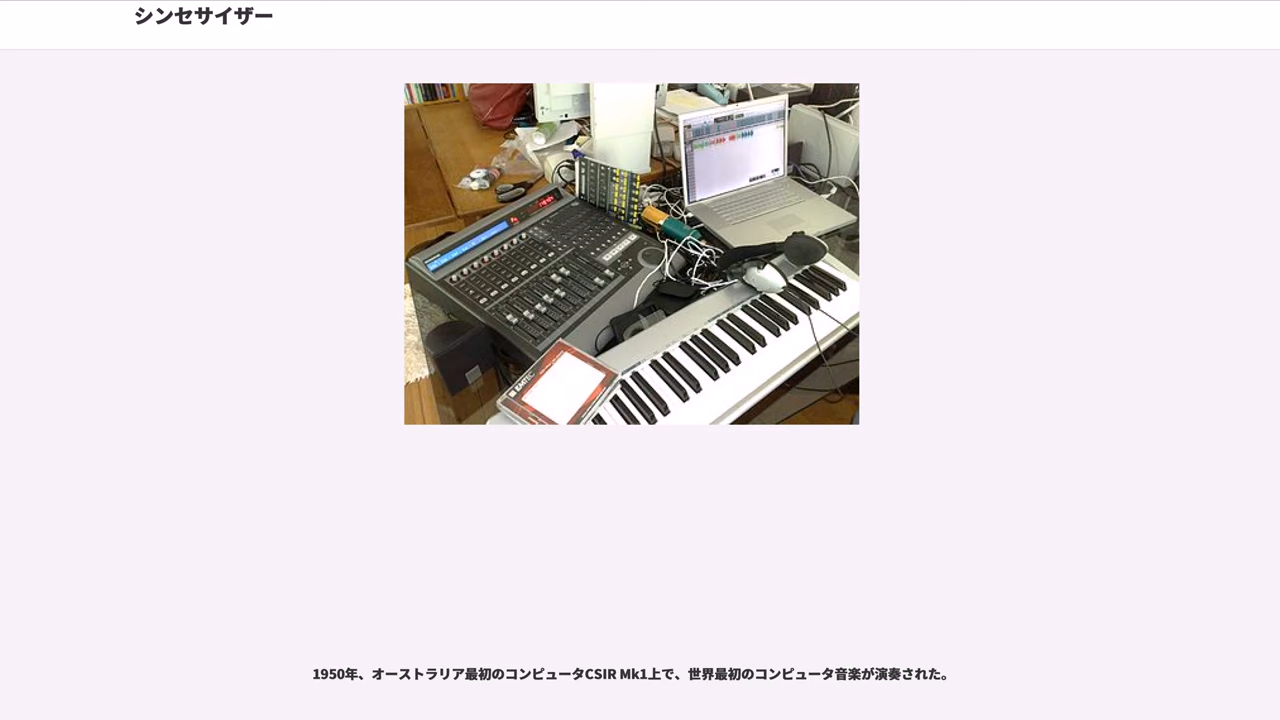 シンセサイザー
EMTEC
1950年、オーストラリア最初のコンピュータCSIR Mk1上で、世界最初のコンピュータ音楽が演奏された。